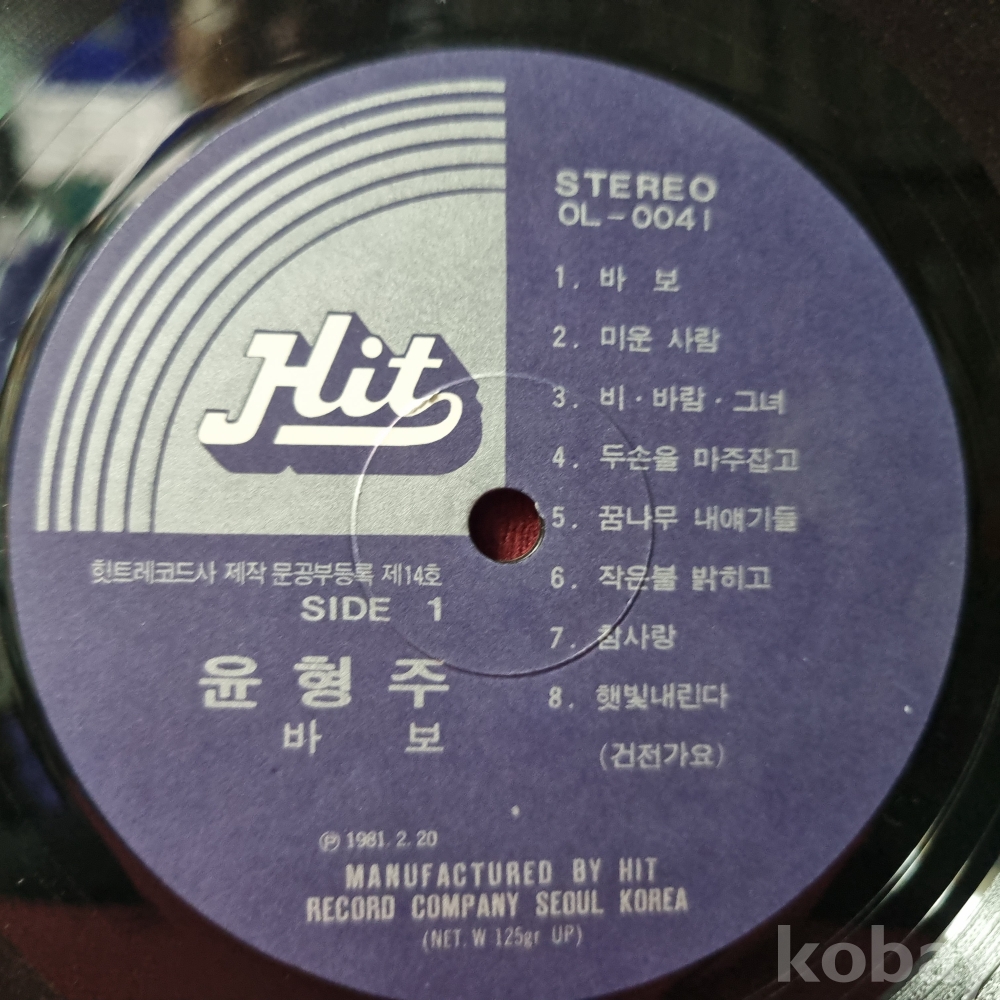 Hit
STEREO
OL-0041
1. 바 보
2. 미운 사람
3. 비·바람·그녀
4. 두손을 마주잡고
5. 꿈나무 내얘기들
6. 작은불 밝히고
7. 참사랑
8. 햇빛내린다
(건전가요)
힛트레코드사 제작 문공부등록 제14호
SIDE 1
윤형주
바 보
Ⓟ 1981. 2. 20
MANUFACTURED BY HIT
RECORD COMPANY SEOUL KOREA
(NET. W 125gr UP)
koba